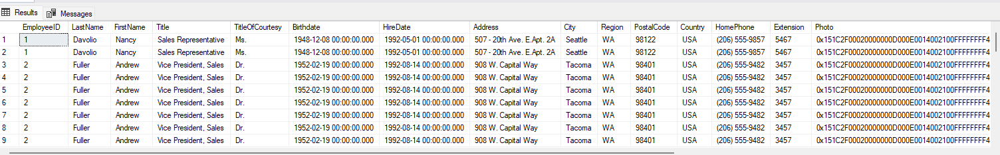 Results Messages
EmployeeID LastName FirstName Title TitleOfCourtesy Birthdate HireDate Address City Region PostalCode Country HomePhone Extension Photo
1 1 Davolio Nancy Sales Representative Ms. 1948-12-08 00:00:00.000 1992-05-01 00:00:00.000 507 - 20th Ave. E.Apt. 2A Seattle WA 98122 USA (206) 555-9857 5467 0x151C2F00020000000D000E0014002100FFFFFFFF4
2 1 Davolio Nancy Sales Representative Ms. 1948-12-08 00:00:00.000 1992-05-01 00:00:00.000 507 - 20th Ave. E.Apt. 2A Seattle WA 98122 USA (206) 555-9857 5467 0x151C2F00020000000D000E0014002100FFFFFFFF4
3 2 Fuller Andrew Vice President, Sales Dr. 1952-02-19 00:00:00.000 1992-08-14 00:00:00.000 908 W. Capital Way Tacoma WA 98401 USA (206) 555-9482 3457 0x151C2F00020000000D000E0014002100FFFFFFFF4
4 2 Fuller Andrew Vice President, Sales Dr. 1952-02-19 00:00:00.000 1992-08-14 00:00:00.000 908 W. Capital Way Tacoma WA 98401 USA (206) 555-9482 3457 0x151C2F00020000000D000E0014002100FFFFFFFF4
5 2 Fuller Andrew Vice President, Sales Dr. 1952-02-19 00:00:00.000 1992-08-14 00:00:00.000 908 W. Capital Way Tacoma WA 98401 USA (206) 555-9482 3457 0x151C2F00020000000D000E0014002100FFFFFFFF4
6 2 Fuller Andrew Vice President, Sales Dr. 1952-02-19 00:00:00.000 1992-08-14 00:00:00.000 908 W. Capital Way Tacoma WA 98401 USA (206) 555-9482 3457 0x151C2F00020000000D000E0014002100FFFFFFFF4
7 2 Fuller Andrew Vice President, Sales Dr. 1952-02-19 00:00:00.000 1992-08-14 00:00:00.000 908 W. Capital Way Tacoma WA 98401 USA (206) 555-9482 3457 0x151C2F00020000000D000E0014002100FFFFFFFF4
8 2 Fuller Andrew Vice President, Sales Dr. 1952-02-19 00:00:00.000 1992-08-14 00:00:00.000 908 W. Capital Way Tacoma WA 98401 USA (206) 555-9482 3457 0x151C2F00020000000D000E0014002100FFFFFFFF4
9 2 Fuller Andrew Vice President, Sales Dr. 1952-02-19 00:00:00.000 1992-08-14 00:00:00.000 908 W. Capital Way Tacoma WA 98401 USA (206) 555-9482 3457 0x151C2F00020000000D000E0014002100FFFFFFFF4